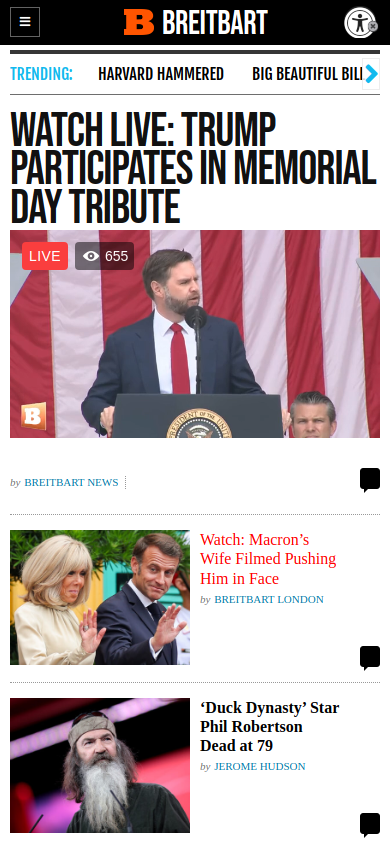 BREITBART
TRENDING: HARVARD HAMMERED BIG BEAUTIFUL BILL
WATCH LIVE: TRUMP
PARTICIPATES IN MEMORIAL
DAY TRIBUTE
LIVE 655
B
by BREITBART NEWS
Watch: Macron’s
Wife Filmed Pushing
Him in Face
by BREITBART LONDON
‘Duck Dynasty’ Star
Phil Robertson
Dead at 79
by JEROME HUDSON